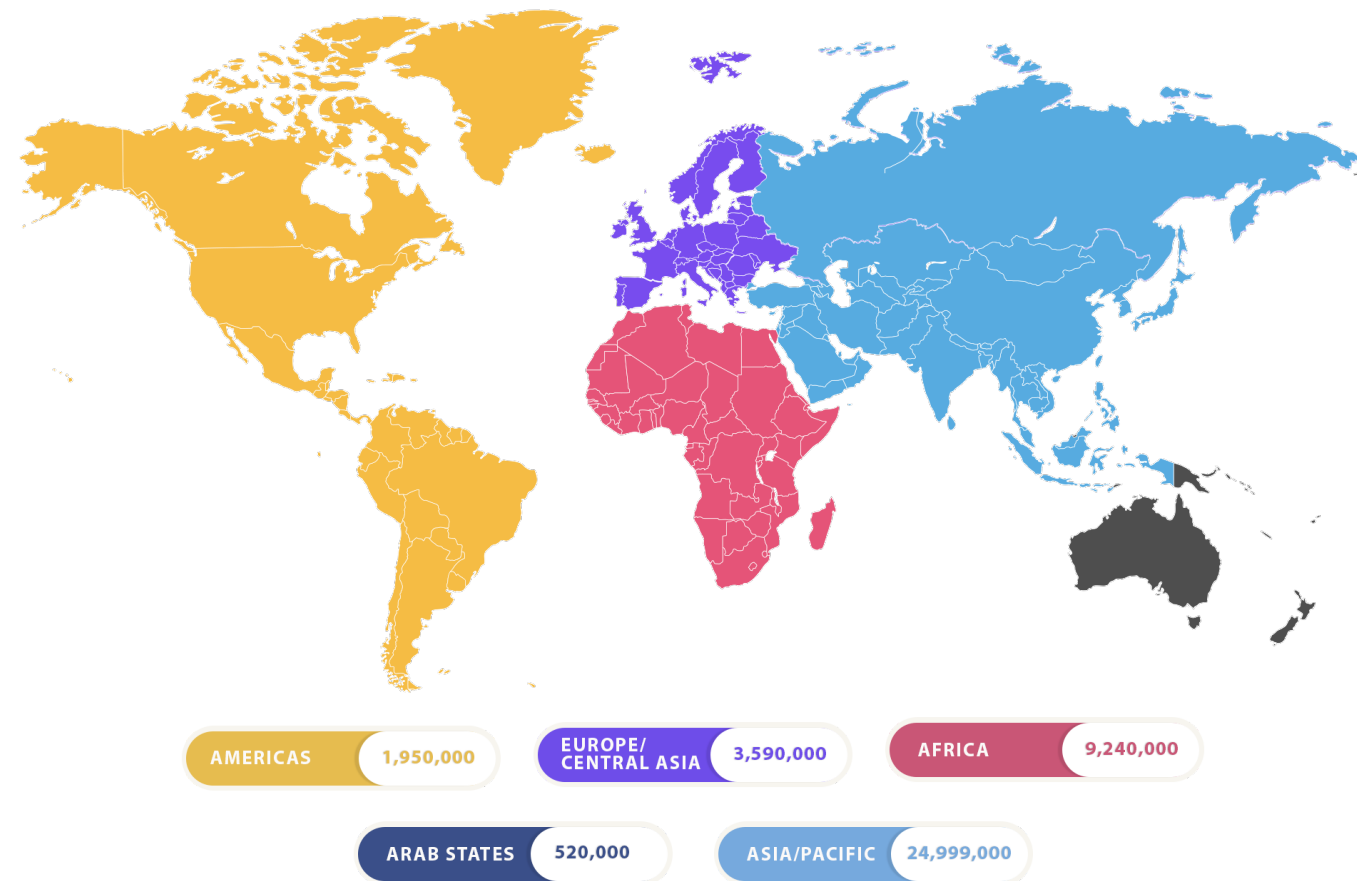 AMERICAS
1,950,000
EUROPE/
CENTRAL ASIA
3,590,000
AFRICA
9,240,000
ARAB STATES
520,000
ASIA/PACIFIC
24,999,000